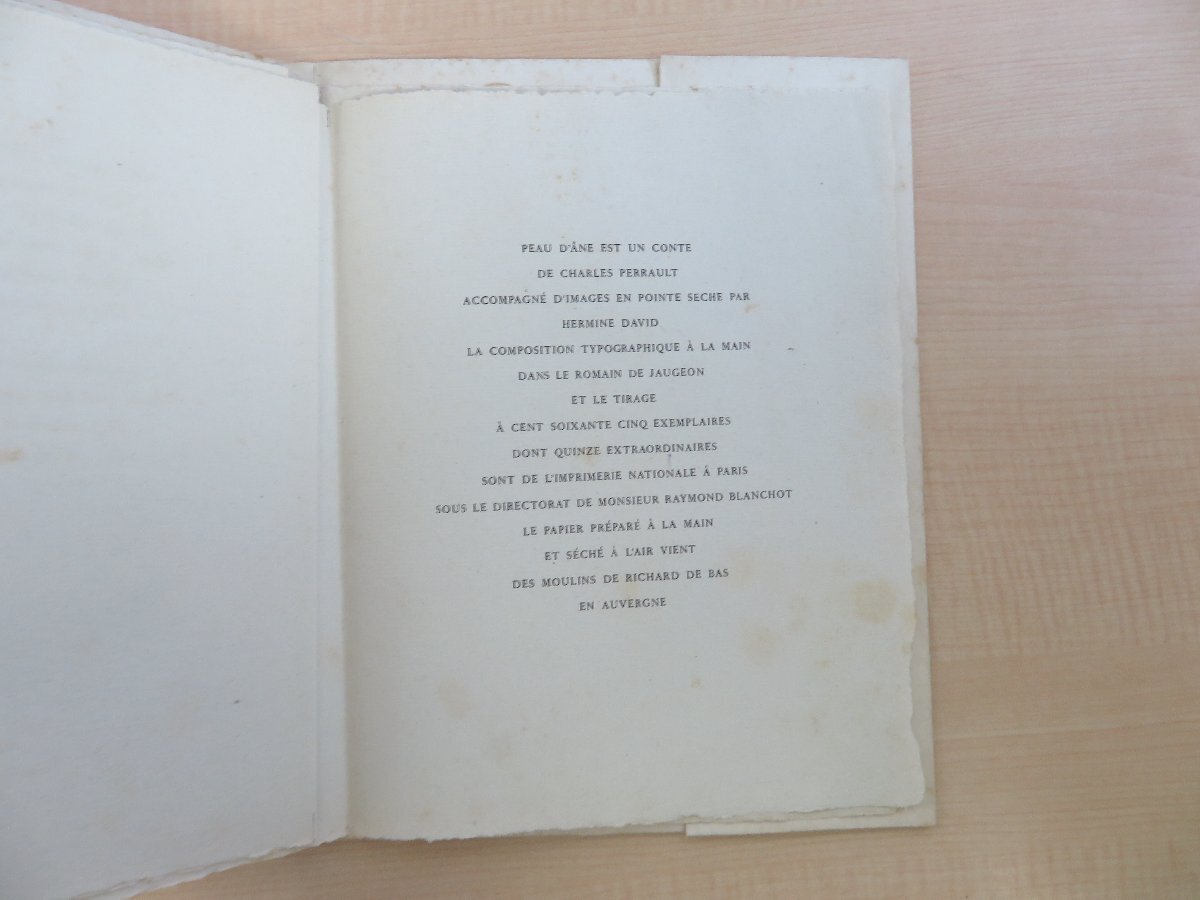 PEAU D'ÂNE EST UN CONTE
DE CHARLES PERRAULT
ACCOMPAGNÉ D'IMAGES EN POINTE SECHE PAR
HERMINE DAVID
LA COMPOSITION TYPOGRAPHIQUE À LA MAIN
DANS LE ROMAIN DE JAUGEON
ET LE TIRAGE
À CENT SOIXANTE CINQ EXEMPLAIRES
DONT QUINZE EXTRAORDINAIRES
SONT DE L'IMPRIMERIE NATIONALE À PARIS
SOUS LE DIRECTORAT DE MONSIEUR RAYMOND BLANCHOT
LE PAPIER PRÉPARÉ À LA MAIN
ET SÉCHÉ À L'AIR VIENT
DES MOULINS DE RICHARD DE BAS
EN AUVERGNE